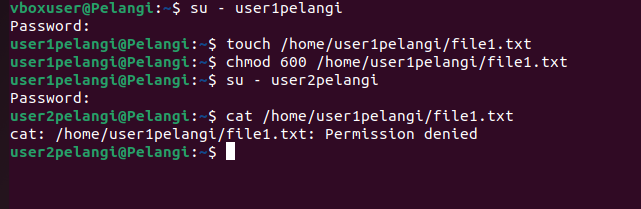 vboxuser@Pelangi:~$ su - user1pelangi
Password:
user1pelangi@Pelangi:~$ touch /home/user1pelangi/file1.txt
user1pelangi@Pelangi:~$ chmod 600 /home/user1pelangi/file1.txt
user1pelangi@Pelangi:~$ su - user2pelangi
Password:
user2pelangi@Pelangi:~$ cat /home/user1pelangi/file1.txt
cat: /home/user1pelangi/file1.txt: Permission denied
user2pelangi@Pelangi:~$